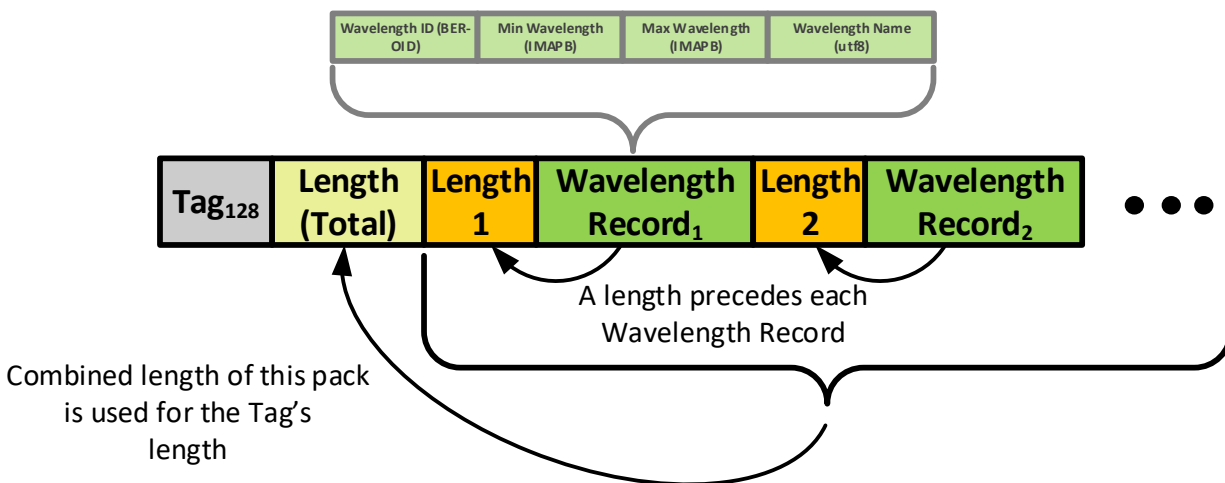 Wavelength ID (BER-
OID)
Min Wavelength
(IMAPB)
Max Wavelength
(IMAPB)
Wavelength Name
(utf8)
Tag128
Length
(Total)
Length
1
Wavelength
Record1
Length
2
Wavelength
Record2
A length precedes each
Wavelength Record
Combined length of this pack
is used for the Tag’s
length